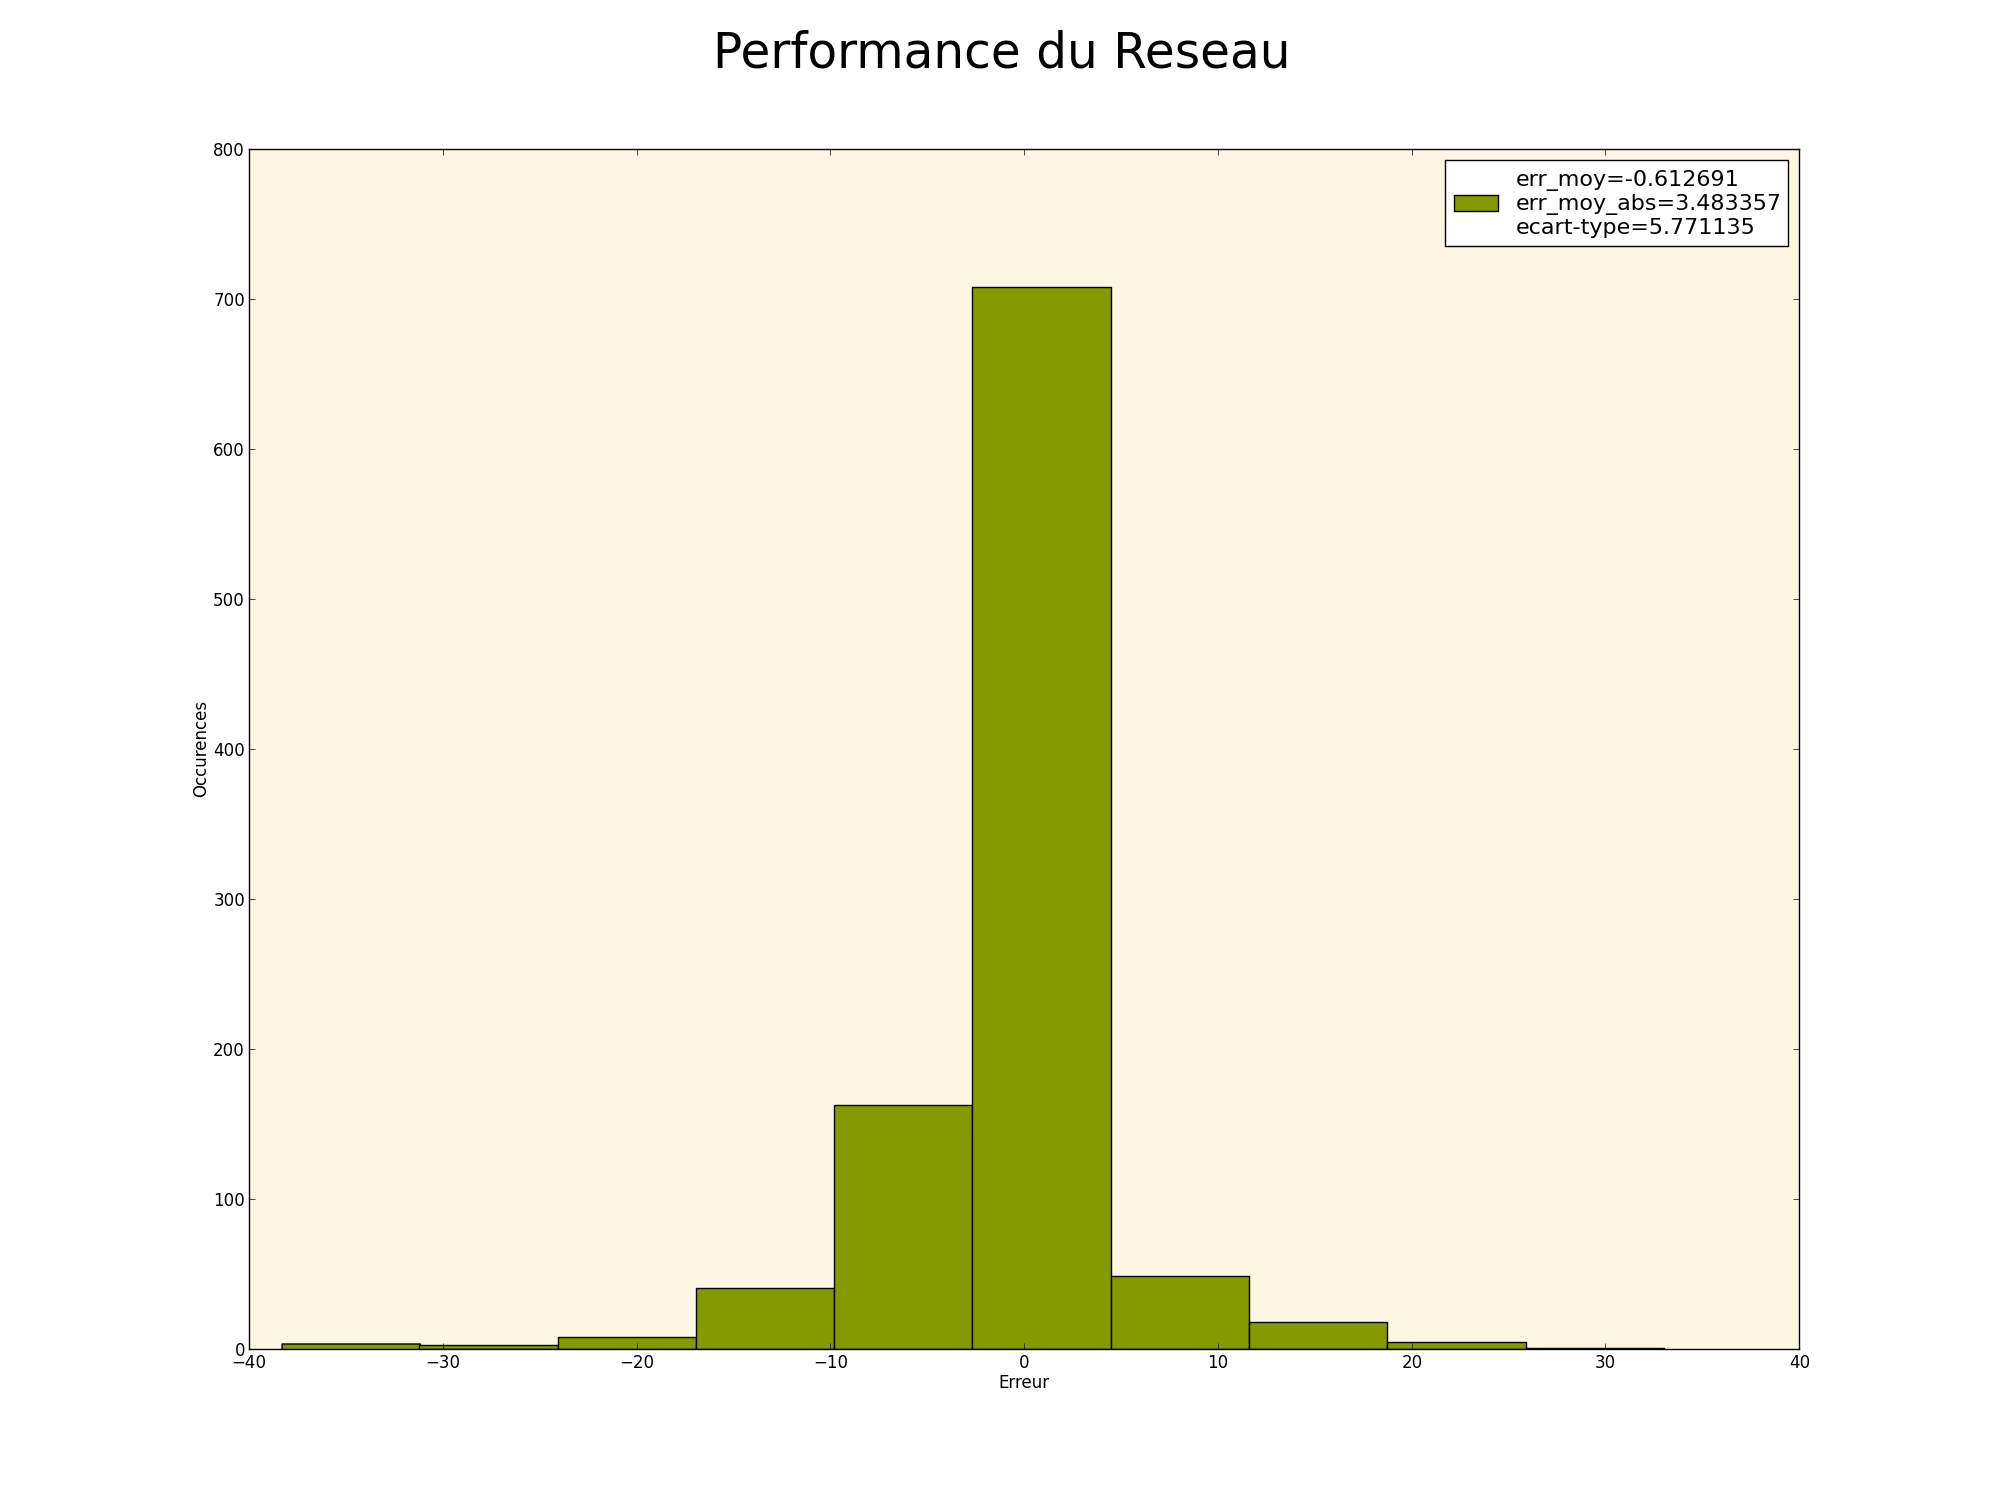 Performance du Reseau
err_moy=-0.612691
err_moy_abs=3.483357
ecart-type=5.771135
800
700
600
500
400
300
200
100
0
Occurences
−40 −30 −20 −10 0 10 20 30 40
Erreur